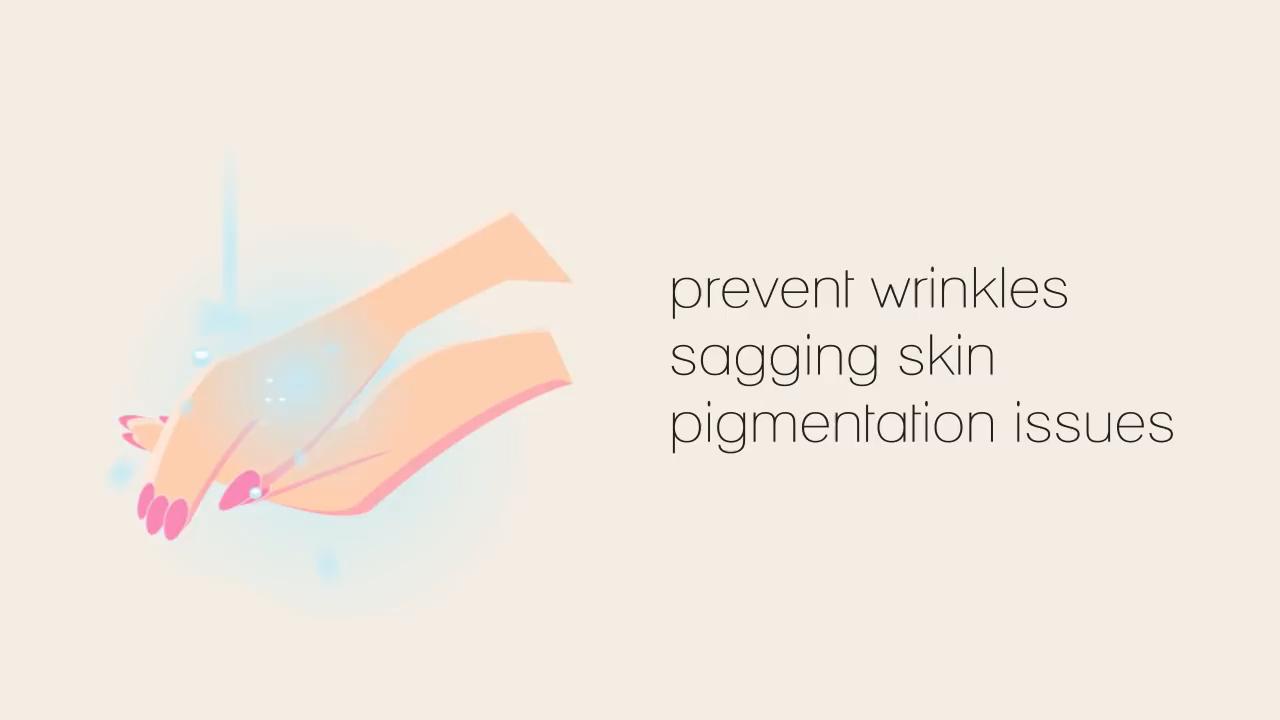 prevent wrinkles
sagging skin
pigmentation issues